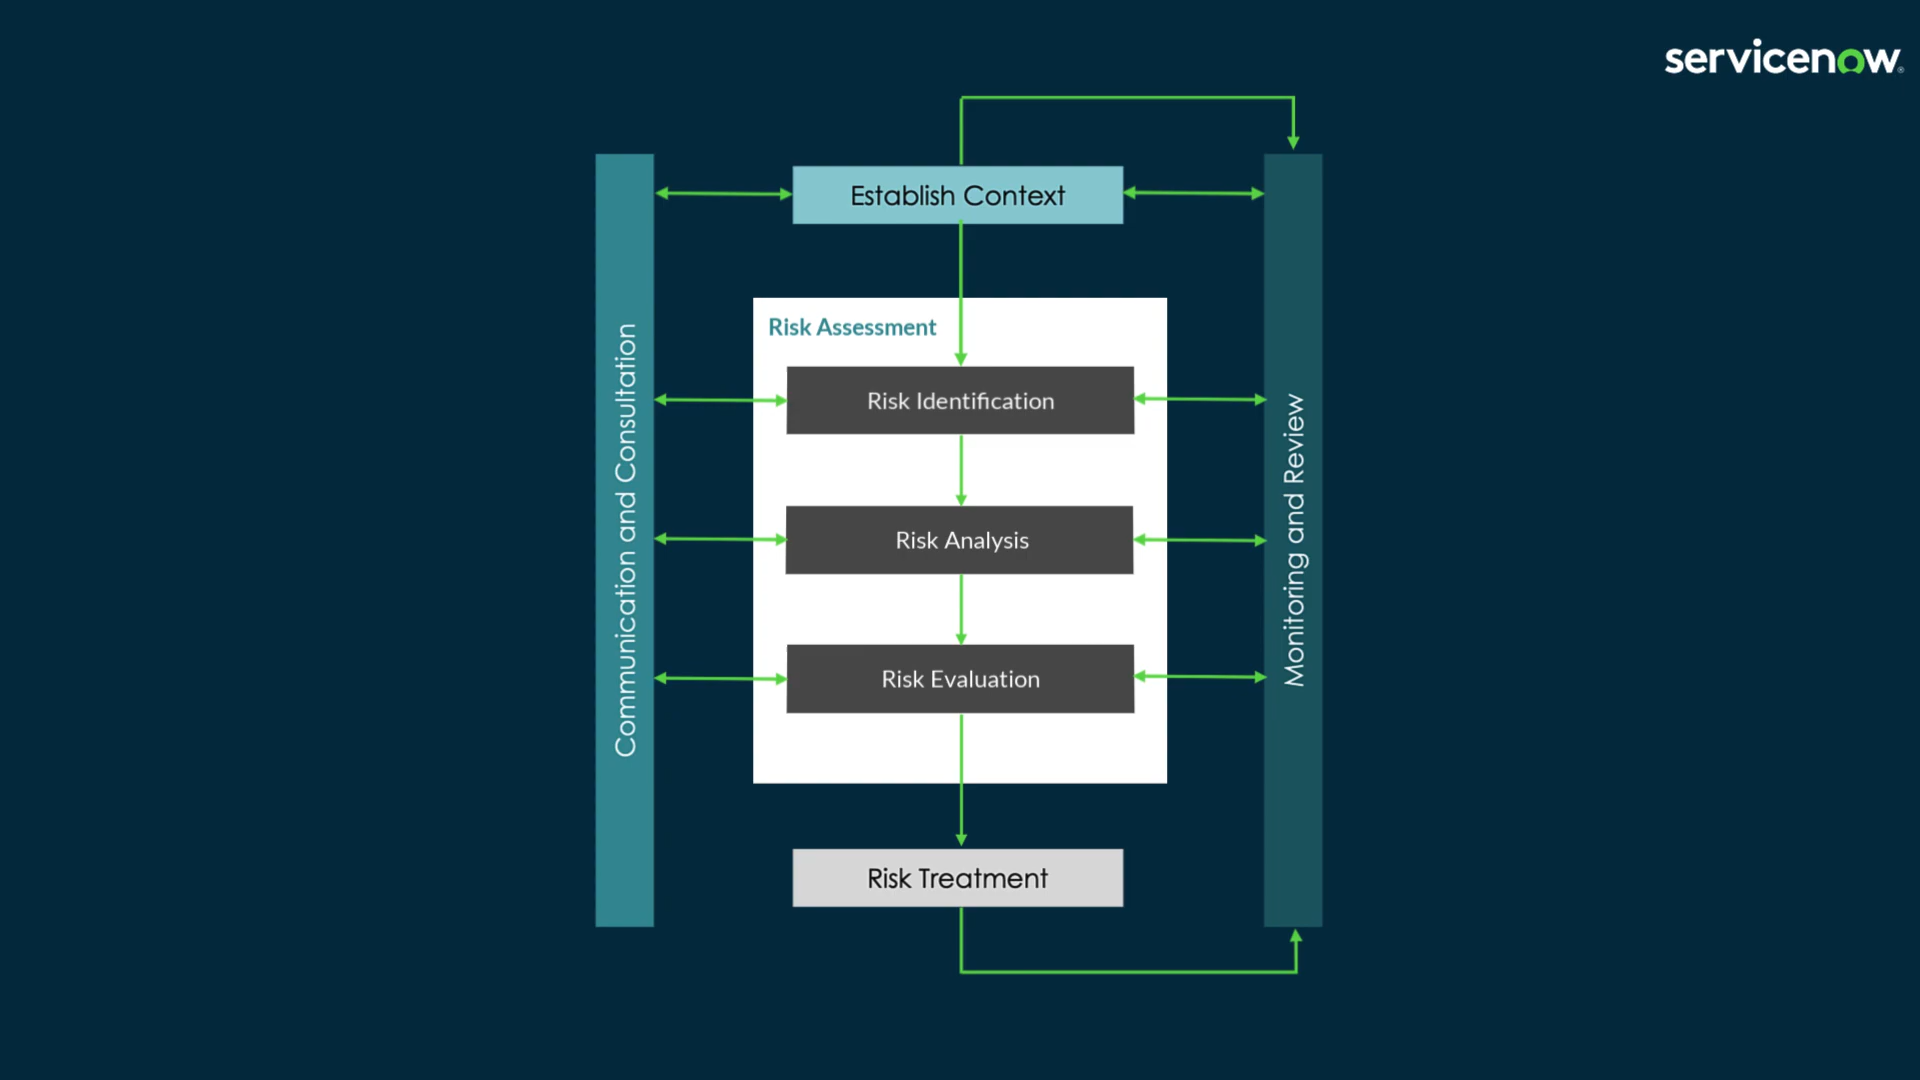 servicenow
Establish Context
Communication and Consultation
Risk Assessment
Risk Identification
Risk Analysis
Risk Evaluation
Monitoring and Review
Risk Treatment